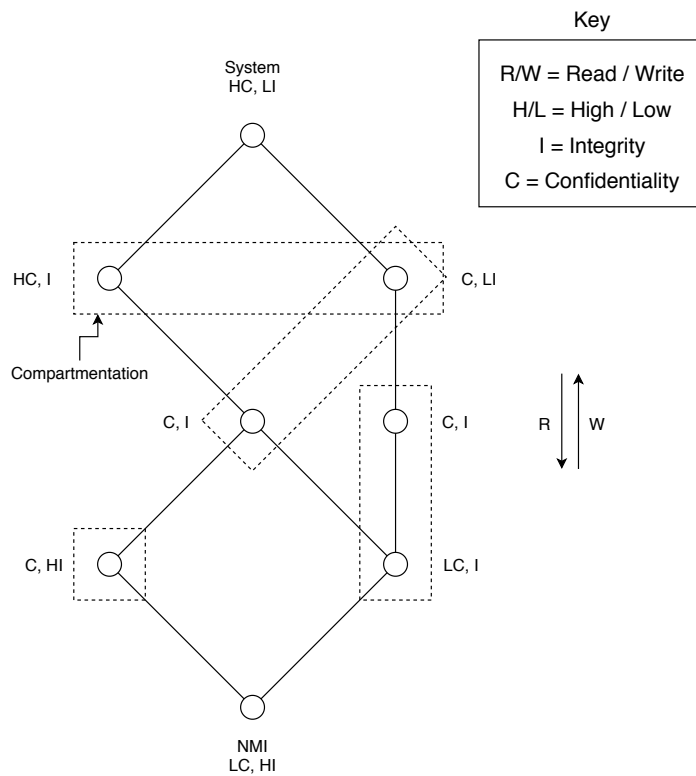 Key
R/W = Read / Write
H/L = High / Low
I = Integrity
C = Confidentiality
System
HC, LI
HC, I
C, LI
Compartmentation
C, I
C, I
R
W
C, HI
LC, I
NMI
LC, HI